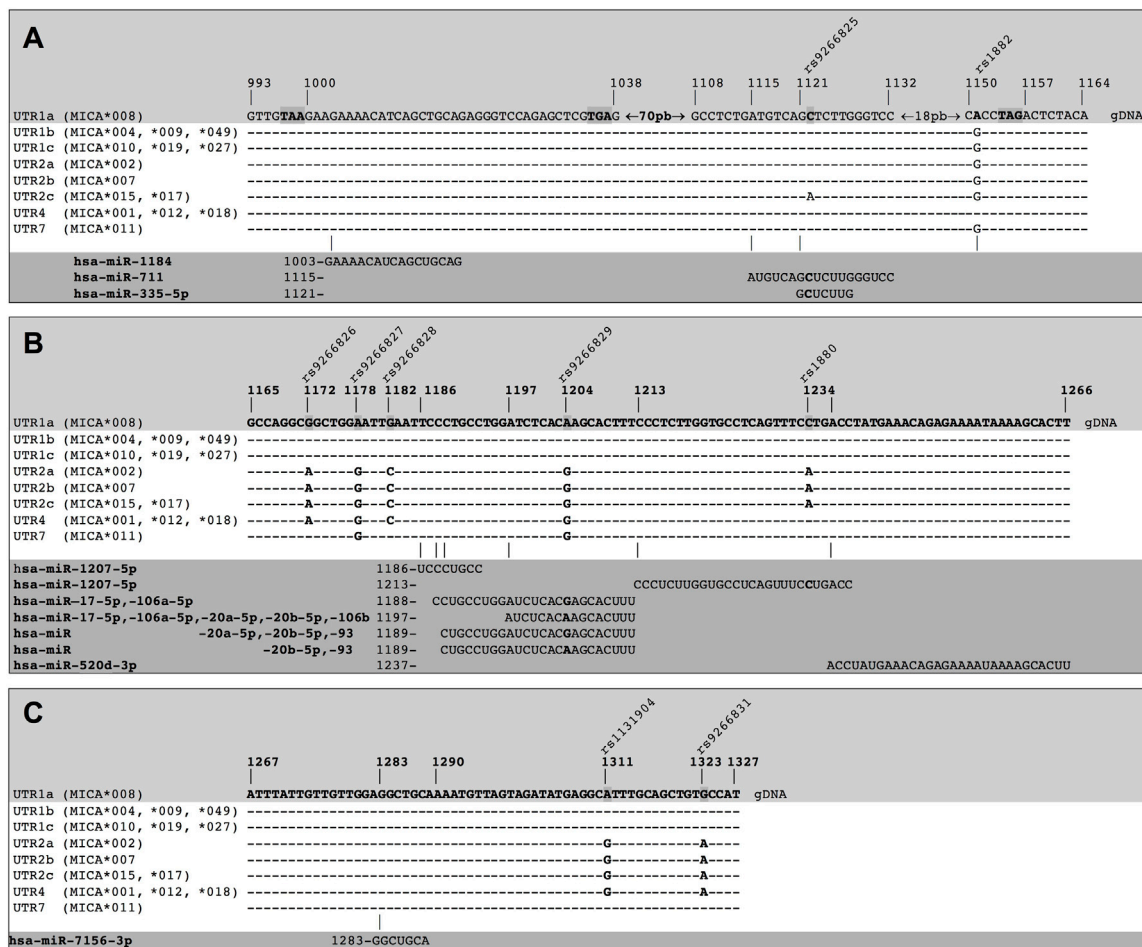 A
rs9266825
rs1882
993 1000 1038 1108 1115 1121 1132 1150 1157 1164
UTR1a (MICA*008) GTTGTAAGAAGAAAACATCAGCTGCAGAGGGTCCAGAGCTCGTGAG ←70pb→ GCCTCTGATGTCAGCTCTTGGGTCC ←18pb→ CACCTAGACTCTACA gDNA
UTR1b (MICA*004, *009, *049) G
UTR1c (MICA*010, *019, *027) G
UTR2a (MICA*002) G
UTR2b (MICA*007) G
UTR2c (MICA*015, *017) A G
UTR4 (MICA*001, *012, *018)
UTR7 (MICA*011) G
hsa-miR-1184 1003-GAAAACAUCAGCUGCAG
hsa-miR-711 1115- AUGUCAGCUCUUGGGUCC
hsa-miR-335-5p 1121- GCUCUUG
B
rs9266826
rs9266827
rs9266828
rs9266829
rs1880
1172 1178 1182 1186 1197 1204 1213 1234 1266
1165
UTR1a (MICA*008) GCCAGGCGGCTGGAATTGAATTCCCTGCCTGGATCTCACAAGCACTTTCCCTCTTGGTGCCTCAGTTTCCTGACCTATGAAACAGAGAAAATAAAAGCACTT gDNA
UTR1b (MICA*004, *009, *049)
UTR1c (MICA*010, *019, *027)
UTR2a (MICA*002) A G C G A
UTR2b (MICA*007) A G C G A
UTR2c (MICA*015, *017) A G C G A
UTR4 (MICA*001, *012, *018) A G C G
UTR7 (MICA*011) G G
hsa-miR-1207-5p 1186-UCCCUGCC
hsa-miR-1207-5p 1213- CCCUCUUGGUGCCUCAGUUUCCUGACC
hsa-miR-17-5p,-106a-5p 1188- CCUGCCUGGAUCUCACGAGCACUUU
hsa-miR-17-5p,-106a-5p,-20a-5p,-20b-5p,-106b 1197- AUCUCACAAGCACUUU
hsa-miR -20a-5p,-20b-5p,-93 1189- CUGCCUGGAUCUCACGAGCACUUU
hsa-miR -20b-5p,-93 1189- CUGCCUGGAUCUCACAAGCACUUU
hsa-miR-520d-3p 1237- ACCUAUGAAACAGAGAAAAUAAAAGCACUU
C
rs1131904
rs9266831
1267 1283 1290 1311 1323 1327
UTR1a (MICA*008) ATTTATTGTTGTTGGAGGCTGCAAAATGTTAGTAGATATGAGGCATTTGCAGCTGTGCCAT gDNA
UTR1b (MICA*004, *009, *049)
UTR1c (MICA*010, *019, *027)
UTR2a (MICA*002) G A
UTR2b (MICA*007) G A
UTR2c (MICA*015, *017) G A
UTR4 (MICA*001, *012, *018) G A
UTR7 (MICA*011)
hsa-miR-7156-3p 1283-GGCUGCA